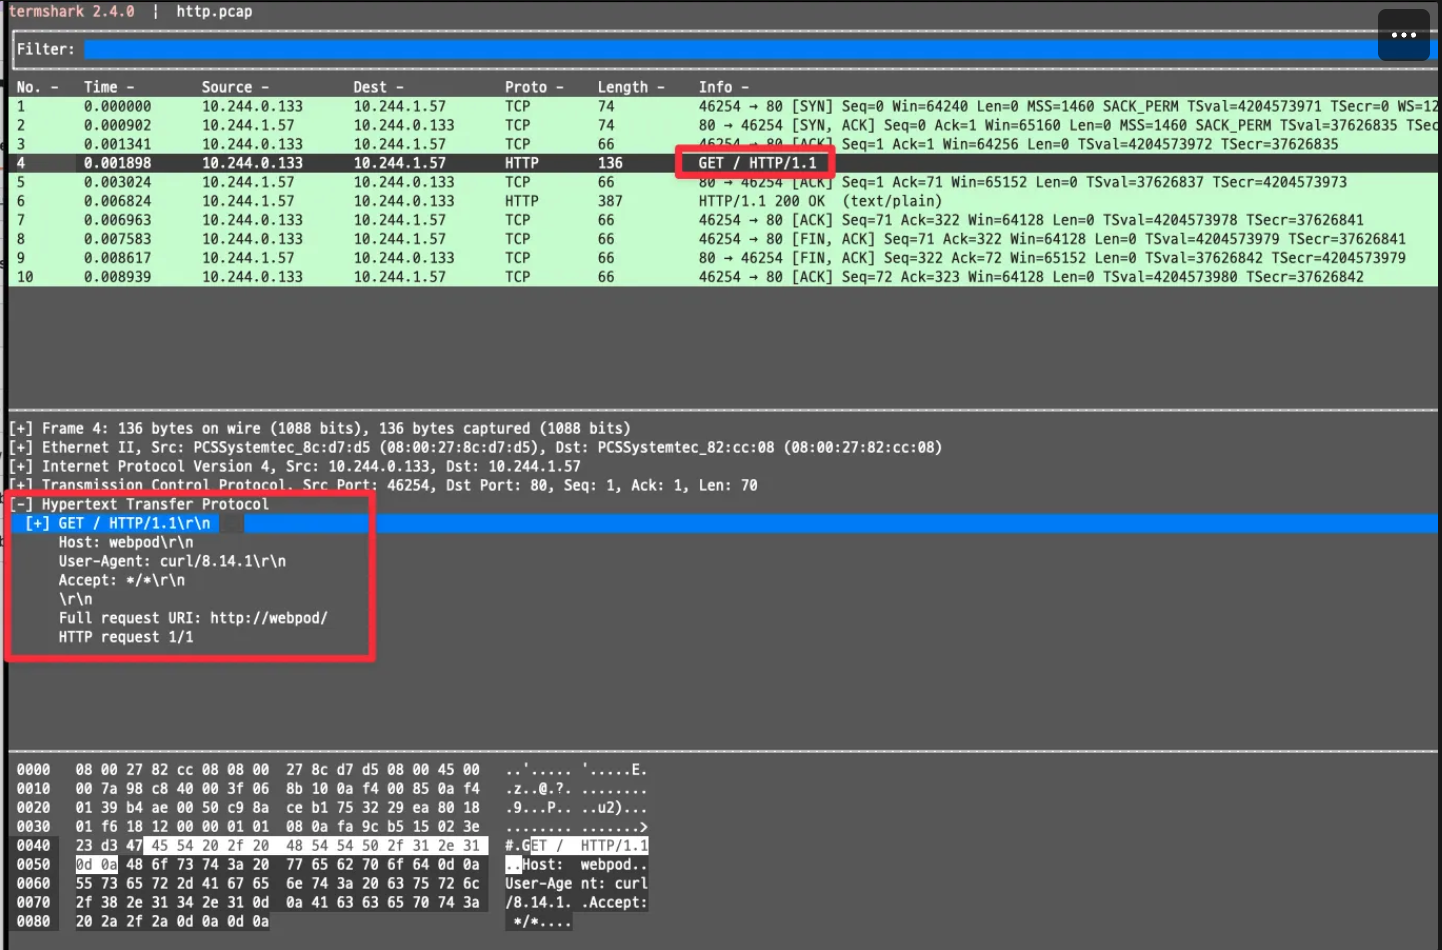 termshark 2.4.0 | http.pcap
Filter:
No. - Time - Source - Dest - Proto - Length - Info -
1 0.000000 10.244.0.133 10.244.1.57 TCP 74 46254 → 80 [SYN] Seq=0 Win=64240 Len=0 MSS=1460 SACK_PERM TSval=4204573971 TSecr=0 WS=12
2 0.000902 10.244.1.57 10.244.0.133 TCP 74 80 → 46254 [SYN, ACK] Seq=0 Ack=1 Win=65160 Len=0 MSS=1460 SACK_PERM TSval=37626835 TSec
3 0.001341 10.244.0.133 10.244.1.57 TCP 66 46254 → 80 [ACK] Seq=1 Ack=1 Win=64256 Len=0 TSval=4204573972 TSecr=37626835
4 0.001898 10.244.0.133 10.244.1.57 HTTP 136 GET / HTTP/1.1
5 0.003024 10.244.1.57 10.244.0.133 TCP 66 80 → 46254 [ACK] Seq=1 Ack=71 Win=65152 Len=0 TSval=37626837 TSecr=4204573973
6 0.006824 10.244.1.57 10.244.0.133 HTTP 387 HTTP/1.1 200 OK (text/plain)
7 0.006963 10.244.0.133 10.244.1.57 TCP 66 46254 → 80 [ACK] Seq=71 Ack=322 Win=64128 Len=0 TSval=4204573978 TSecr=37626841
8 0.007583 10.244.0.133 10.244.1.57 TCP 66 46254 → 80 [FIN, ACK] Seq=71 Ack=322 Win=64128 Len=0 TSval=4204573979 TSecr=37626841
9 0.008617 10.244.1.57 10.244.0.133 TCP 66 80 → 46254 [FIN, ACK] Seq=322 Ack=72 Win=65152 Len=0 TSval=37626842 TSecr=4204573979
10 0.008939 10.244.0.133 10.244.1.57 TCP 66 46254 → 80 [ACK] Seq=72 Ack=323 Win=64128 Len=0 TSval=4204573980 TSecr=37626842
[+] Frame 4: 136 bytes on wire (1088 bits), 136 bytes captured (1088 bits)
[+] Ethernet II, Src: PCSSystemtec_8c:d7:d5 (08:00:27:8c:d7:d5), Dst: PCSSystemtec_82:cc:08 (08:00:27:82:cc:08)
[+] Internet Protocol Version 4, Src: 10.244.0.133, Dst: 10.244.1.57
[+] Transmission Control Protocol, Src Port: 46254, Dst Port: 80, Seq: 1, Ack: 1, Len: 70
[-] Hypertext Transfer Protocol
[+] GET / HTTP/1.1\r\n
Host: webpod\r\n
User-Agent: curl/8.14.1\r\n
Accept: */*\r\n
\r\n
Full request URI: http://webpod/
HTTP request 1/1
0000 08 00 27 82 cc 08 08 00 27 8c d7 d5 08 00 45 00 ..'..... '.....E.
0010 00 7a 98 c8 40 00 3f 06 8b 10 0a f4 00 85 0a f4 .z..@.?. ........
0020 01 39 b4 ae 00 50 c9 8a ce b1 75 32 29 ea 80 18 .9...P.. ..u2)...
0030 01 f6 18 12 00 00 01 01 08 0a fa 9c b5 15 02 3e ........ .......>
0040 23 d3 47 45 54 20 2f 20 48 54 54 50 2f 31 2e 31 #.GET / HTTP/1.1
0050 0d 0a 48 6f 73 74 3a 20 77 65 62 70 6f 64 0d 0a ..Host: webpod..
0060 55 73 65 72 2d 41 67 65 6e 74 3a 20 63 75 72 6c User-Age nt: curl
0070 2f 38 2e 31 34 2e 31 0d 0a 41 63 63 65 70 74 3a /8.14.1. .Accept:
0080 20 2a 2f 2a 0d 0a 0d 0a */*....